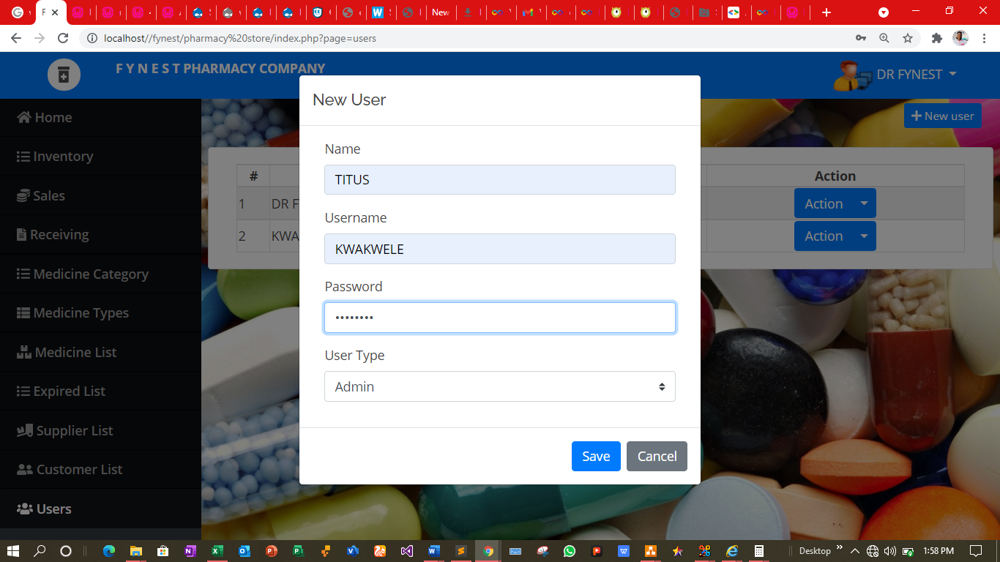 New
localhost//fynest/pharmacy%20store/index.php?page=users
F Y N E S T PHARMACY COMPANY
DR FYNEST
Home
Inventory
Sales
Receiving
Medicine Category
Medicine Types
Medicine List
Expired List
Supplier List
Customer List
Users
New user
# Action
1 DR F Action
2 KWA Action
New User
Name
TITUS
Username
KWAKWELE
Password
••••••••
User Type
Admin
Save Cancel
Desktop
1:58 PM